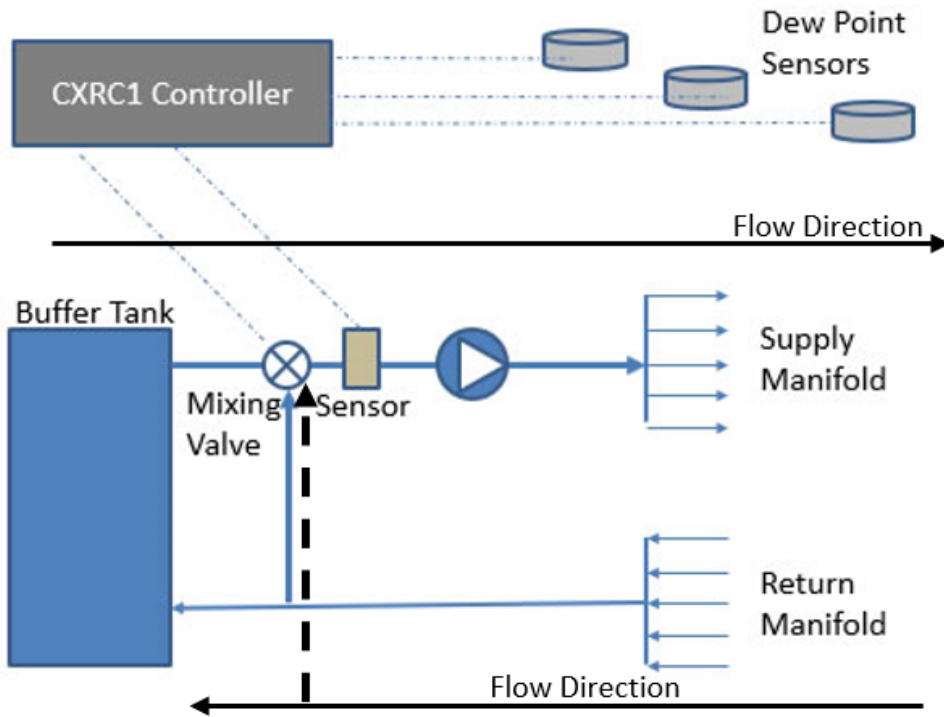 Dew Point
Sensors
CXRC1 Controller
Flow Direction
Buffer Tank
Mixing
Valve
Sensor
Supply
Manifold
Return
Manifold
Flow Direction